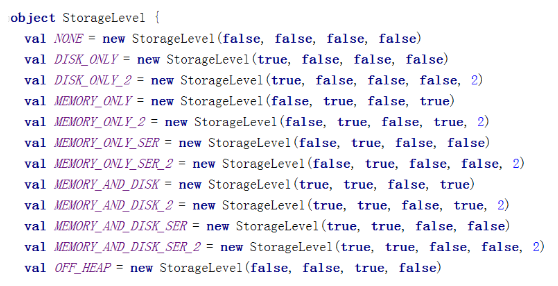 object StorageLevel {
val NONE = new StorageLevel(false, false, false, false)
val DISK_ONLY = new StorageLevel(true, false, false, false)
val DISK_ONLY_2 = new StorageLevel(true, false, false, false, 2)
val MEMORY_ONLY = new StorageLevel(false, true, false, true)
val MEMORY_ONLY_2 = new StorageLevel(false, true, false, true, 2)
val MEMORY_ONLY_SER = new StorageLevel(false, true, false, false)
val MEMORY_ONLY_SER_2 = new StorageLevel(false, true, false, false, 2)
val MEMORY_AND_DISK = new StorageLevel(true, true, false, true)
val MEMORY_AND_DISK_2 = new StorageLevel(true, true, false, true, 2)
val MEMORY_AND_DISK_SER = new StorageLevel(true, true, false, false)
val MEMORY_AND_DISK_SER_2 = new StorageLevel(true, true, false, false, 2)
val OFF_HEAP = new StorageLevel(false, false, true, false)